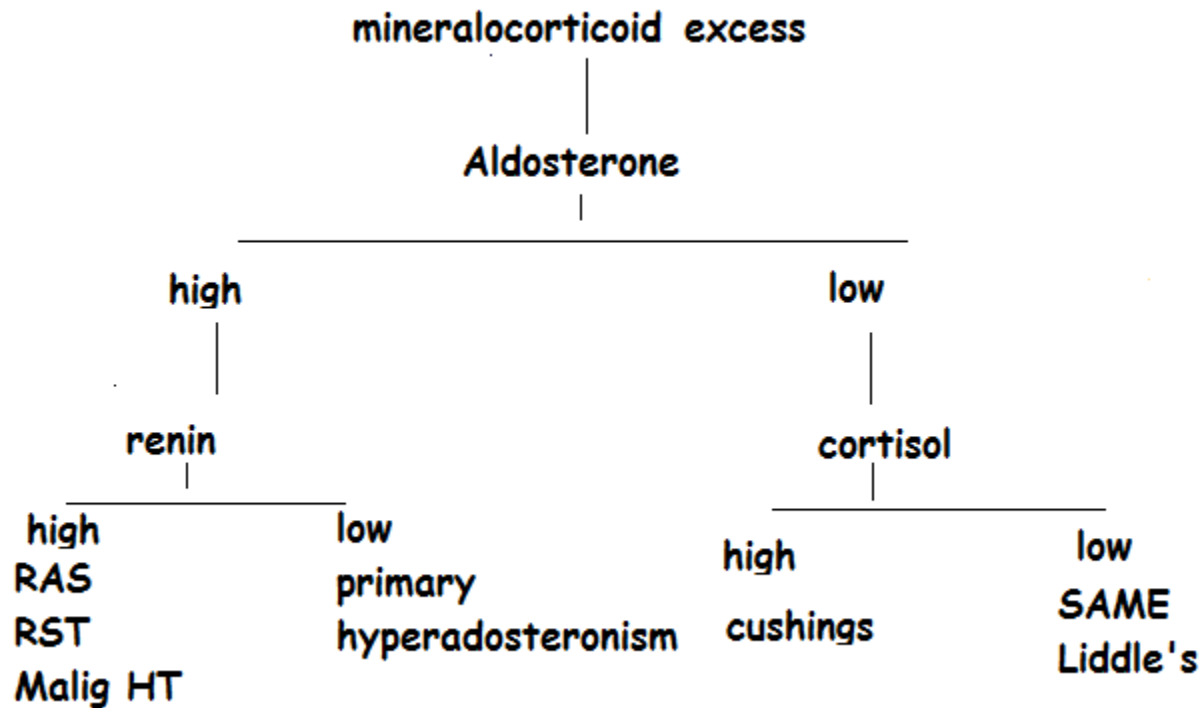 mineralocorticoid excess
Aldosterone
high
low
renin
cortisol
high
RAS
RST
Malig HT
low
primary
hyperadosteronism
high
cushings
low
SAME
Liddle's